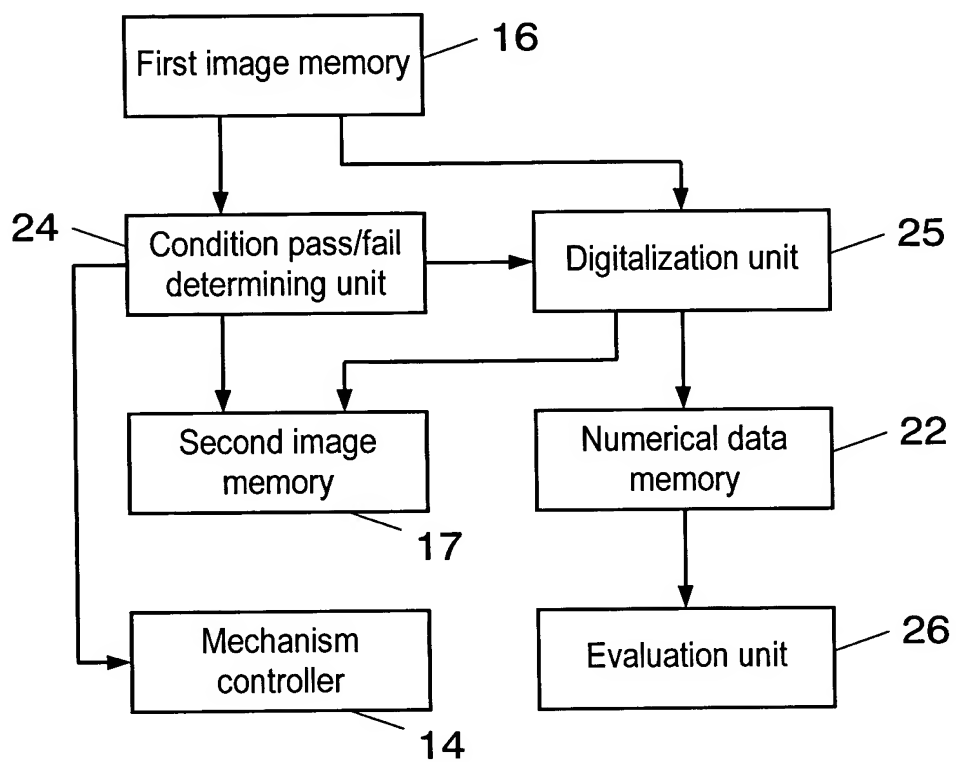 16
First image memory
24
Condition pass/fail
determining unit
Digitalization unit
25
Second image
memory
17
Numerical data
memory
22
Mechanism
controller
14
Evaluation unit
26